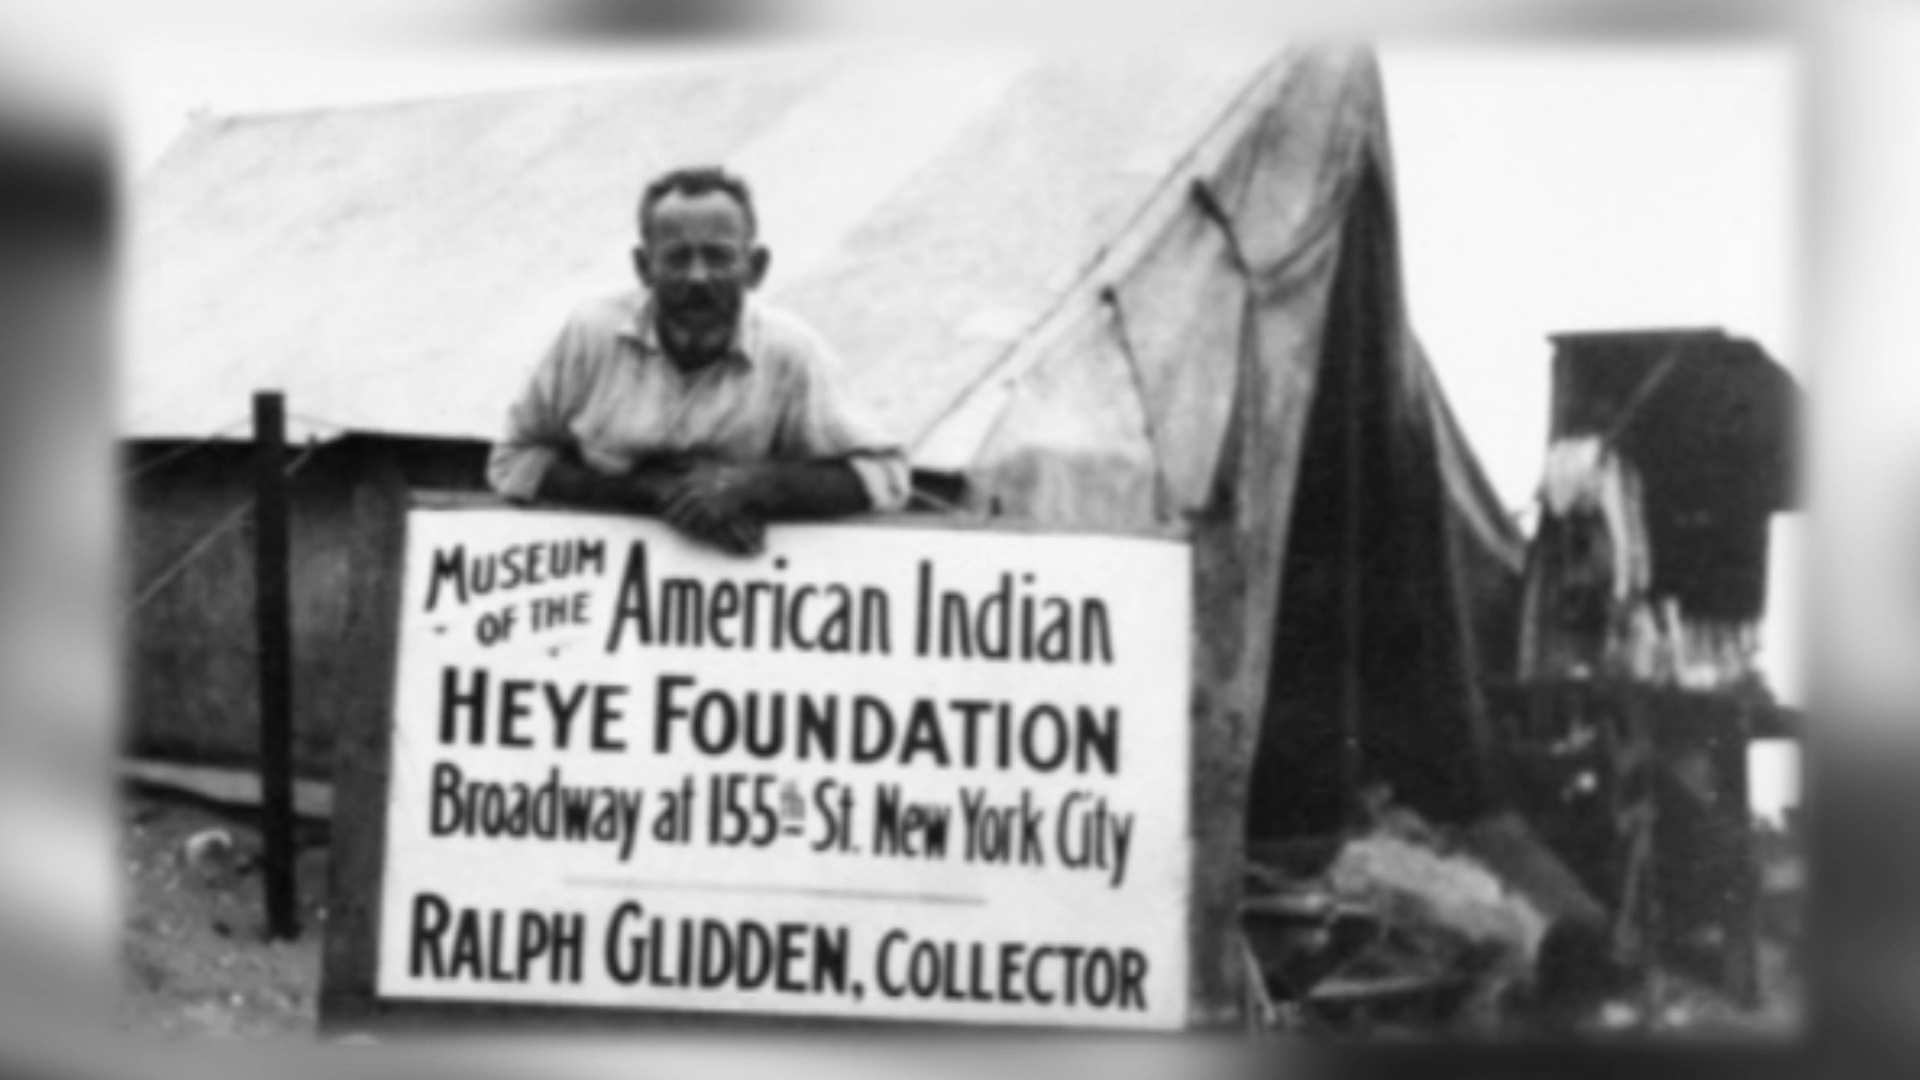 MUSEUM OF THE American Indian
HEYE FOUNDATION
Broadway at 155th St. New York City
RALPH GLIDDEN, COLLECTOR